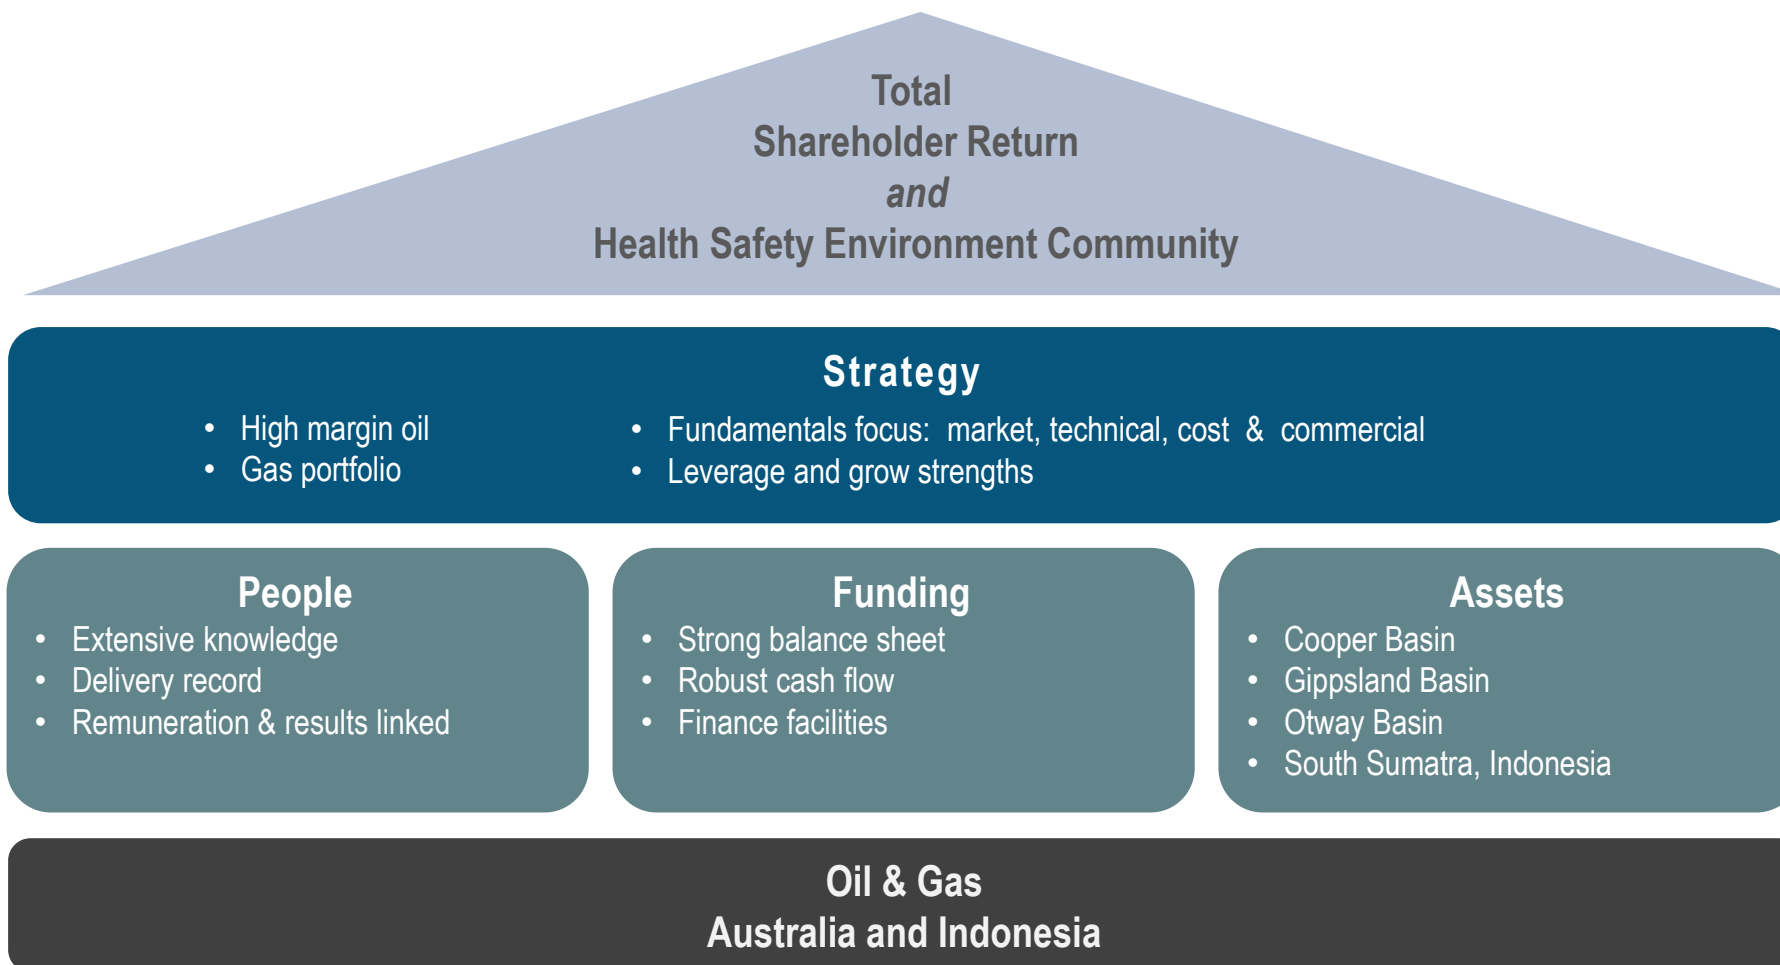 Total
Shareholder Return
and
Health Safety Environment Community
Strategy
• High margin oil
• Gas portfolio
• Fundamentals focus: market, technical, cost & commercial
• Leverage and grow strengths
People
• Extensive knowledge
• Delivery record
• Remuneration & results linked
Funding
• Strong balance sheet
• Robust cash flow
• Finance facilities
Assets
• Cooper Basin
• Gippsland Basin
• Otway Basin
• South Sumatra, Indonesia
Oil & Gas
Australia and Indonesia